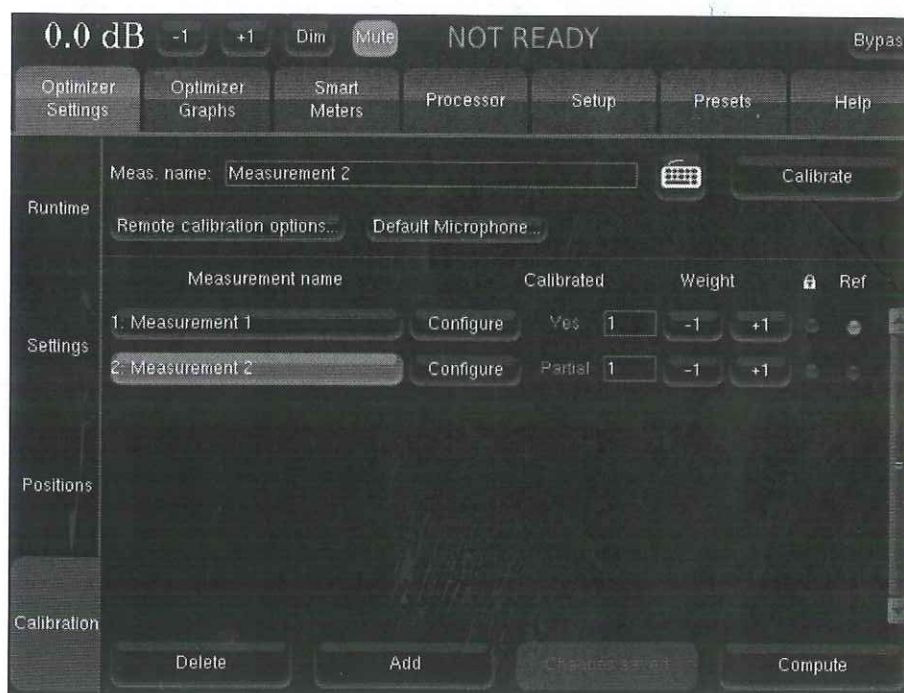 0.0 dB -1 +1 Dim Mute NOT READY Bypas
Optimizer Settings Optimizer Graphs Smart Meters Processor Setup Presets Help
Meas. name: Measurement 2 Calibrate
Runtime
Remote calibration options... Default Microphone...
Measurement name Calibrated Weight Ref
1: Measurement 1 Configure Yes 1 -1 +1
Settings
2: Measurement 2 Configure Partial 1 -1 +1
Positions
Calibration
Delete Add Changes saved Compute